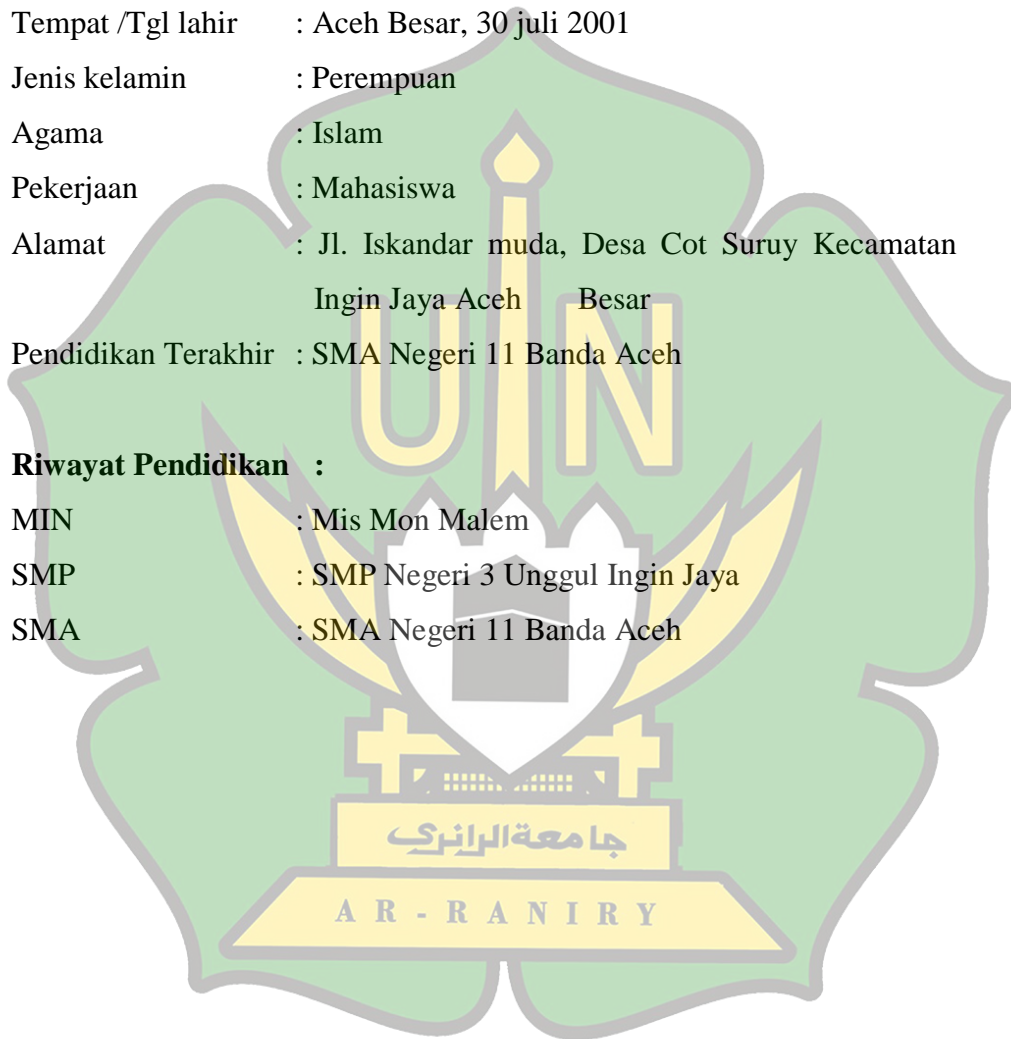 Tempat /Tgl lahir : Aceh Besar, 30 juli 2001
Jenis kelamin : Perempuan
Agama : Islam
Pekerjaan : Mahasiswa
Alamat : Jl. Iskandar muda, Desa Cot Suruy Kecamatan
Ingin Jaya Aceh Besar
Pendidikan Terakhir : SMA Negeri 11 Banda Aceh
UIN
Riwayat Pendidikan :
MIN : Mis Mon Malem
SMP : SMP Negeri 3 Unggul Ingin Jaya
SMA : SMA Negeri 11 Banda Aceh
جامعة الرانري
AR-RANIRY